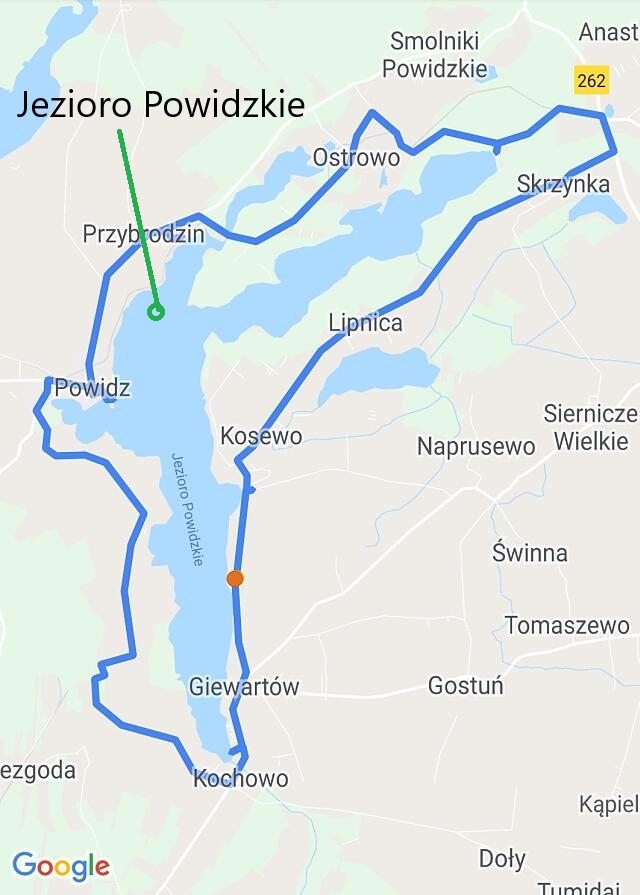 Anast
Smolniki
Powidzkie
262
Jezioro Powidzkie
Ostrowo
Skrzynka
Przybrodzin
Lipnica
Powidz
Siernicze
Wielkie
Kosewo
Naprusewo
Jezioro Powidzkie
Świnna
Tomaszewo
Giewartów
Gostuń
ezgoda
Kochowo
Kąpiel
Doły
Tumidaj
Google